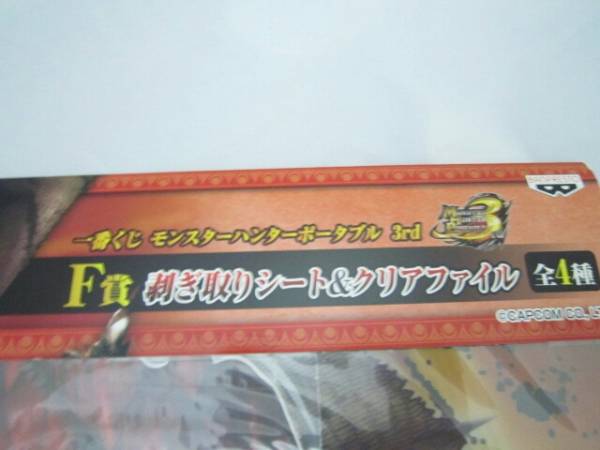 BANPRESTO
一番くじ モンスターハンターポータブル 3rd
F賞 剥ぎ取りシート&クリアファイル 全4種
©CAPCOM CO., L